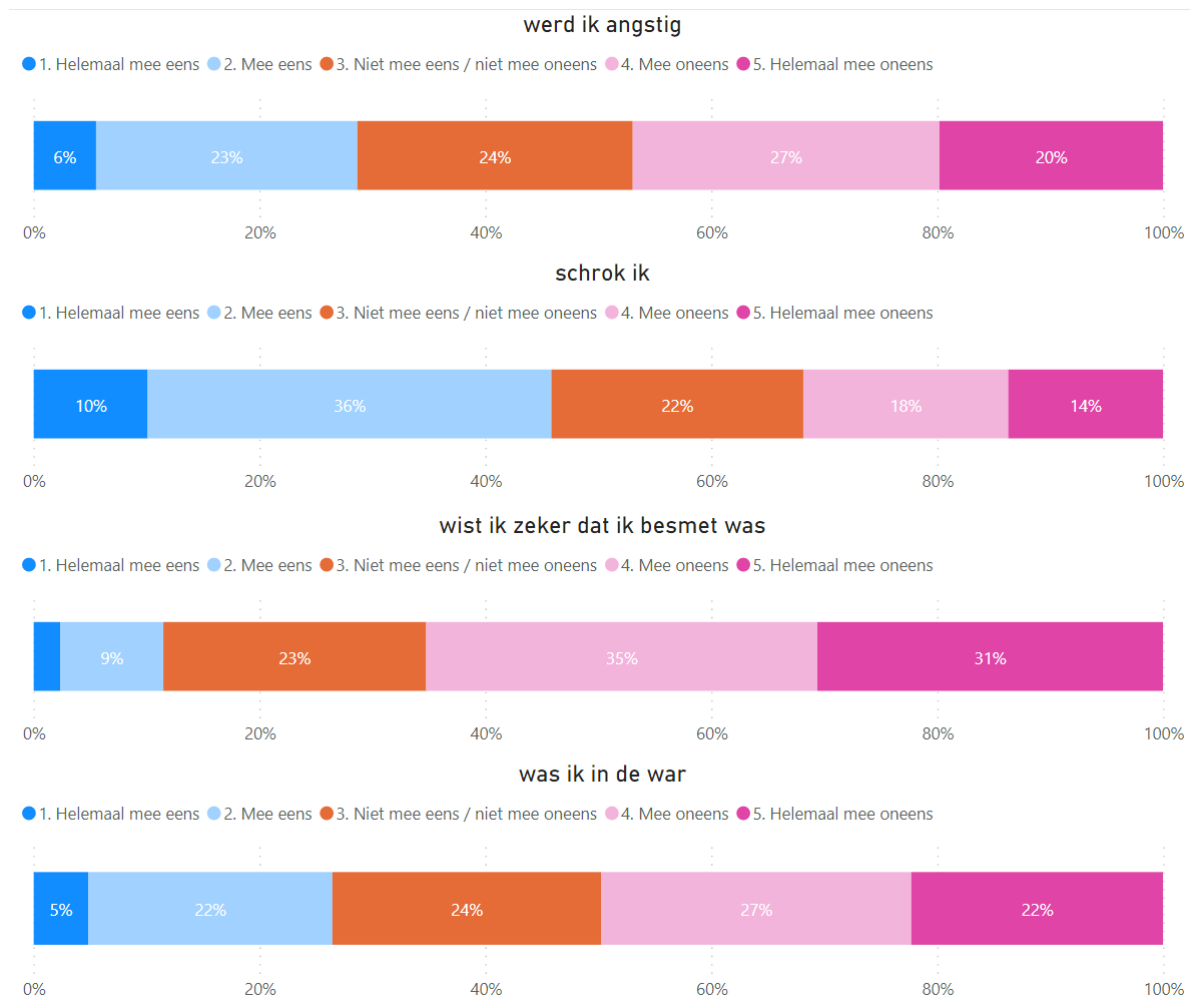 werd ik angstig
1. Helemaal mee eens 2. Mee eens 3. Niet mee eens / niet mee oneens 4. Mee oneens 5. Helemaal mee oneens
6% 23% 24% 27% 20%
0% 20% 40% 60% 80% 100%
schrok ik
1. Helemaal mee eens 2. Mee eens 3. Niet mee eens / niet mee oneens 4. Mee oneens 5. Helemaal mee oneens
10% 36% 22% 18% 14%
0% 20% 40% 60% 80% 100%
wist ik zeker dat ik besmet was
1. Helemaal mee eens 2. Mee eens 3. Niet mee eens / niet mee oneens 4. Mee oneens 5. Helemaal mee oneens
9% 23% 35% 31%
0% 20% 40% 60% 80% 100%
was ik in de war
1. Helemaal mee eens 2. Mee eens 3. Niet mee eens / niet mee oneens 4. Mee oneens 5. Helemaal mee oneens
5% 22% 24% 27% 22%
0% 20% 40% 60% 80% 100%